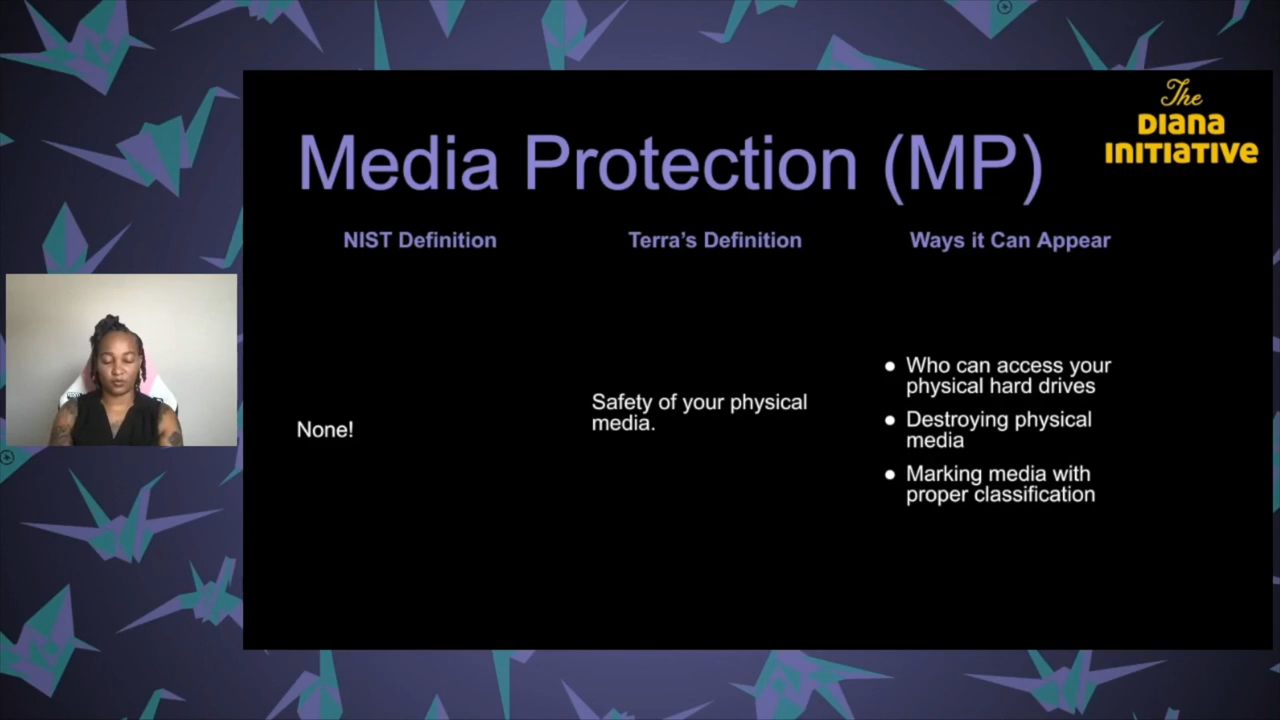 The
DIANA
INITIATIVE
Media Protection (MP)
NIST Definition
Terra's Definition
Ways it Can Appear
None!
Safety of your physical
media.
● Who can access your
physical hard drives
● Destroying physical
media
● Marking media with
proper classification